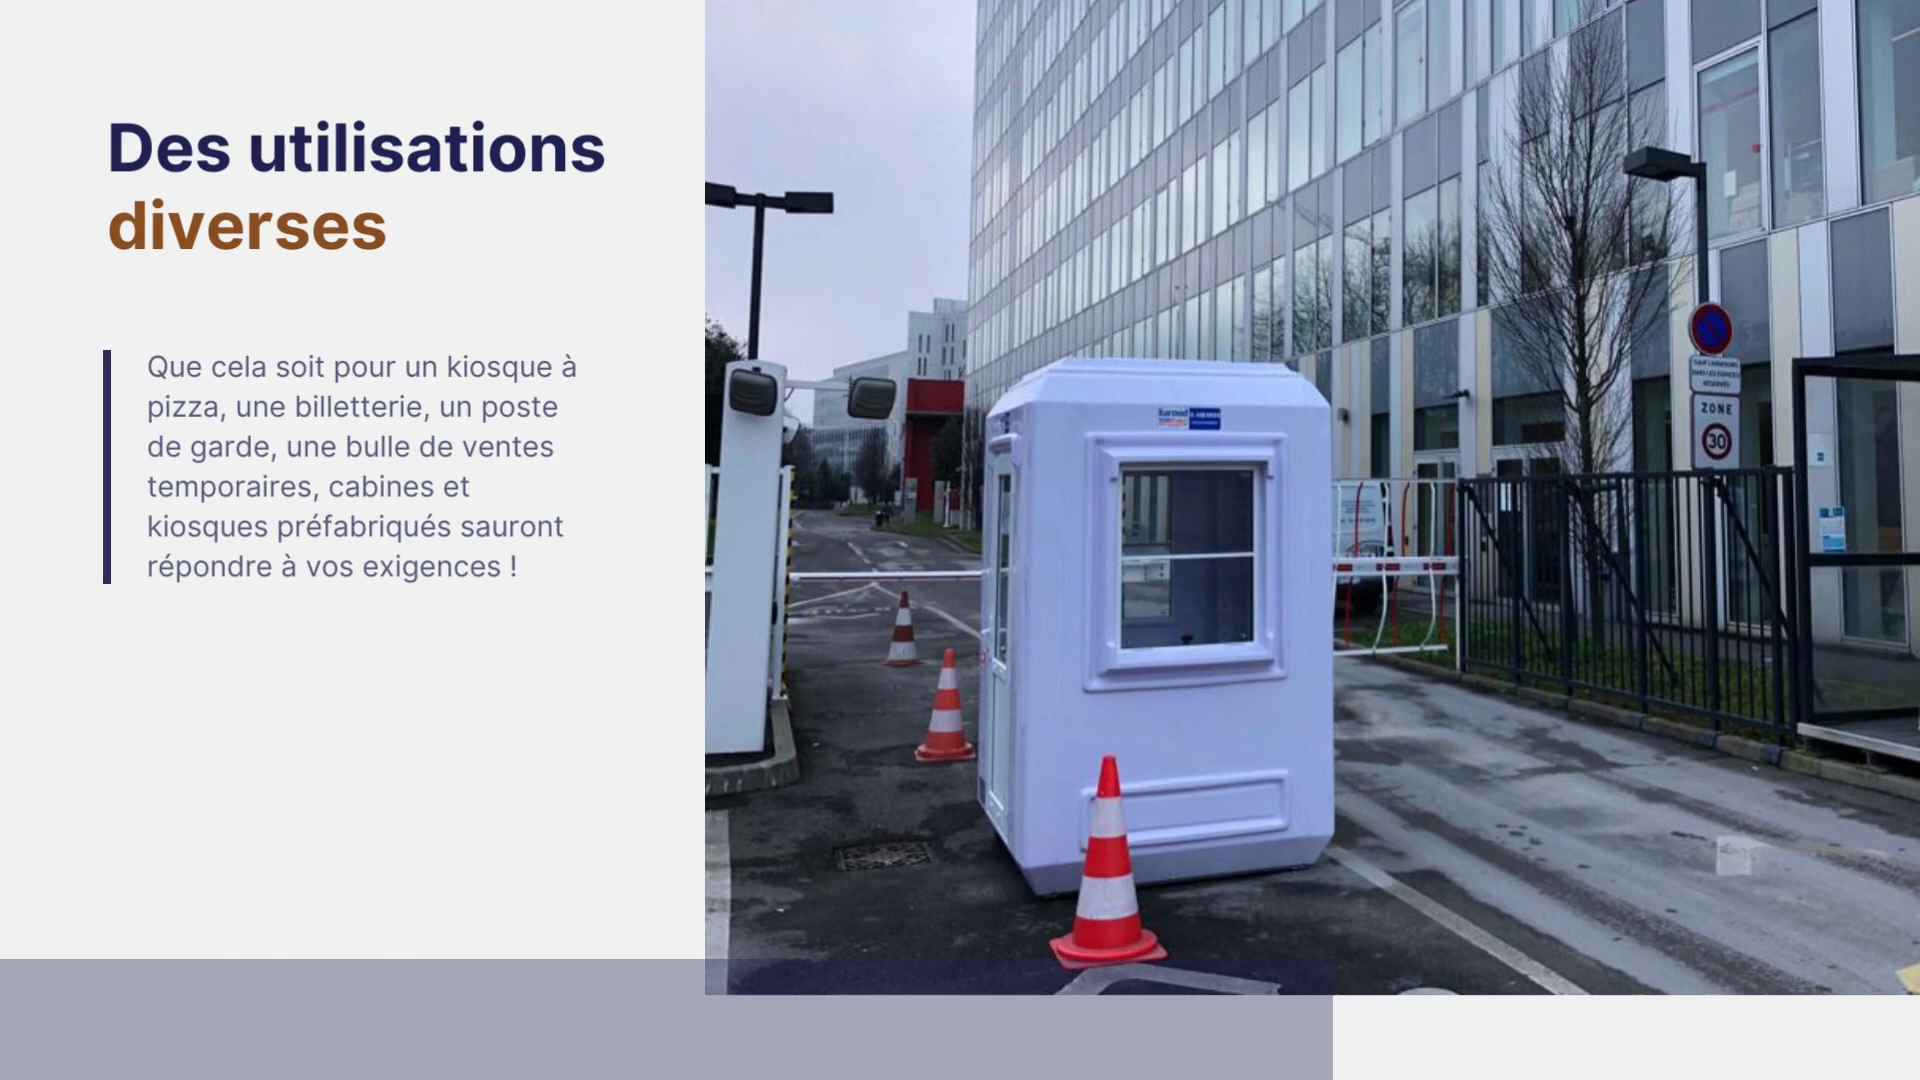 Des utilisations
diverses
Que cela soit pour un kiosque à
pizza, une billetterie, un poste
de garde, une bulle de ventes
temporaires, cabines et
kiosques préfabriqués sauront
répondre à vos exigences !
Karmod
ZONE
30